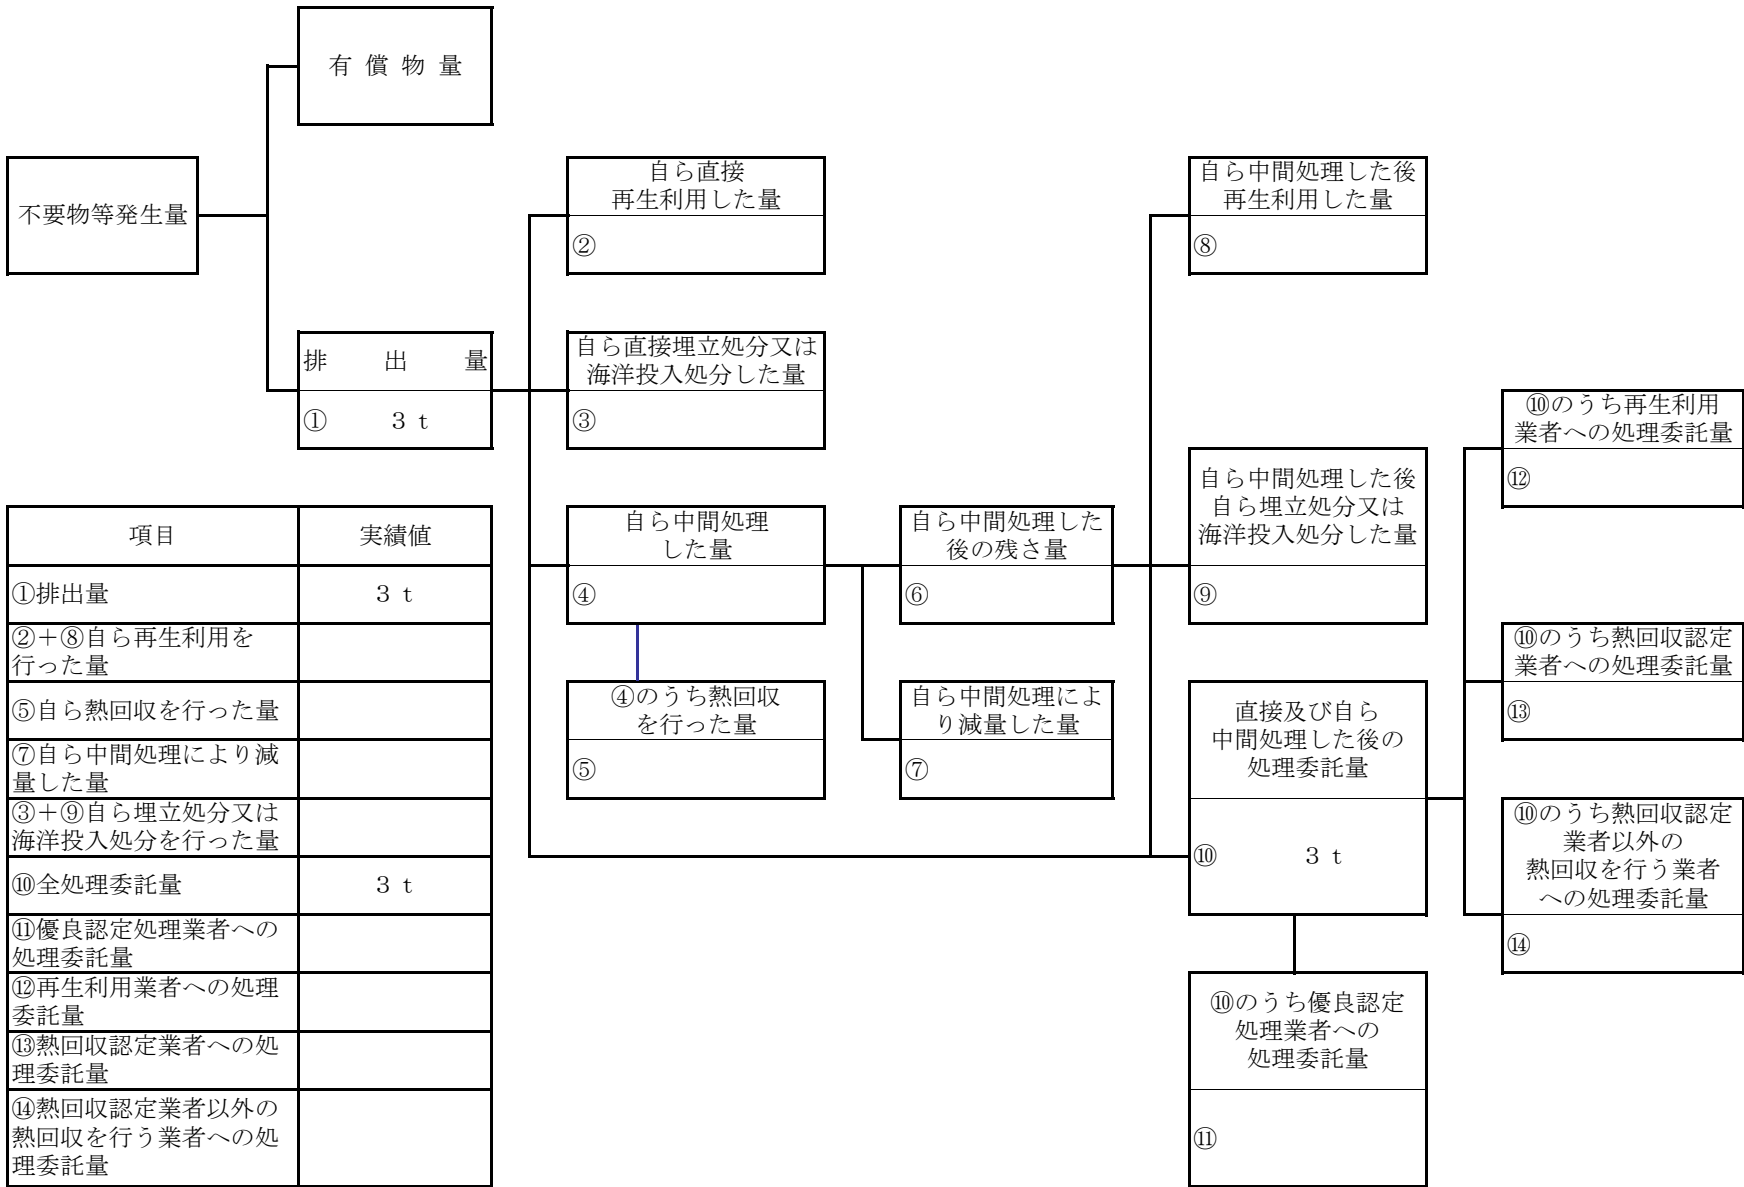 有 償 物 量
不要物等発生量
自ら直接
再生利用した量
②
自ら中間処理した後
再生利用した量
⑧
排 出 量
① 3 t
自ら直接埋立処分又は
海洋投入処分した量
③
⑩のうち再生利用
業者への処理委託量
⑫
自ら中間処理
した量
④
自ら中間処理した
後の残さ量
⑥
自ら中間処理した後
自ら埋立処分又は
海洋投入処分した量
⑨
⑩のうち熱回収認定
業者への処理委託量
⑬
④のうち熱回収
を行った量
⑤
自ら中間処理によ
り減量した量
⑦
直接及び自ら
中間処理した後の
処理委託量
⑩ 3 t
⑩のうち熱回収認定
業者以外の
熱回収を行う業者
への処理委託量
⑭
⑩のうち優良認定
処理業者への
処理委託量
⑪
項目 実績値
①排出量 3 t
②+⑧自ら再生利用を
行った量
⑤自ら熱回収を行った量
⑦自ら中間処理により減
量した量
③+⑨自ら埋立処分又は
海洋投入処分を行った量
⑩全処理委託量 3 t
⑪優良認定処理業者への
処理委託量
⑫再生利用業者への処理
委託量
⑬熱回収認定業者への処
理委託量
⑭熱回収認定業者以外の
熱回収を行う業者への処
理委託量